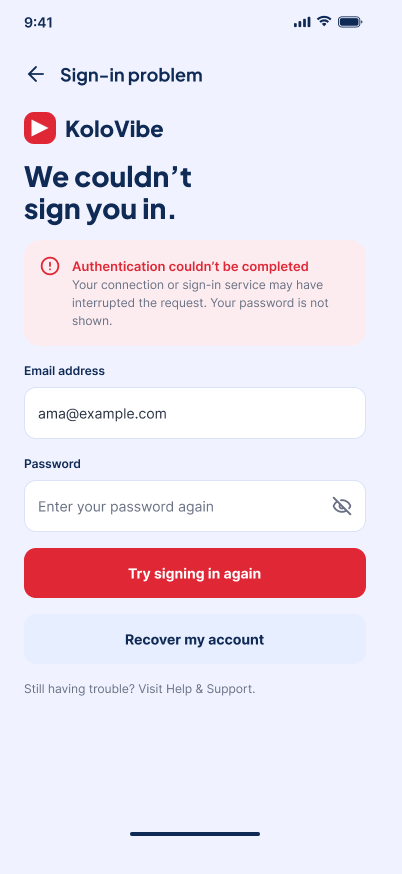 9:41
Sign-in problem
KoloVibe
We couldn’t
sign you in.
Authentication couldn’t be completed
Your connection or sign-in service may have
interrupted the request. Your password is not
shown.
Email address
ama@example.com
Password
Enter your password again
Try signing in again
Recover my account
Still having trouble? Visit Help & Support.